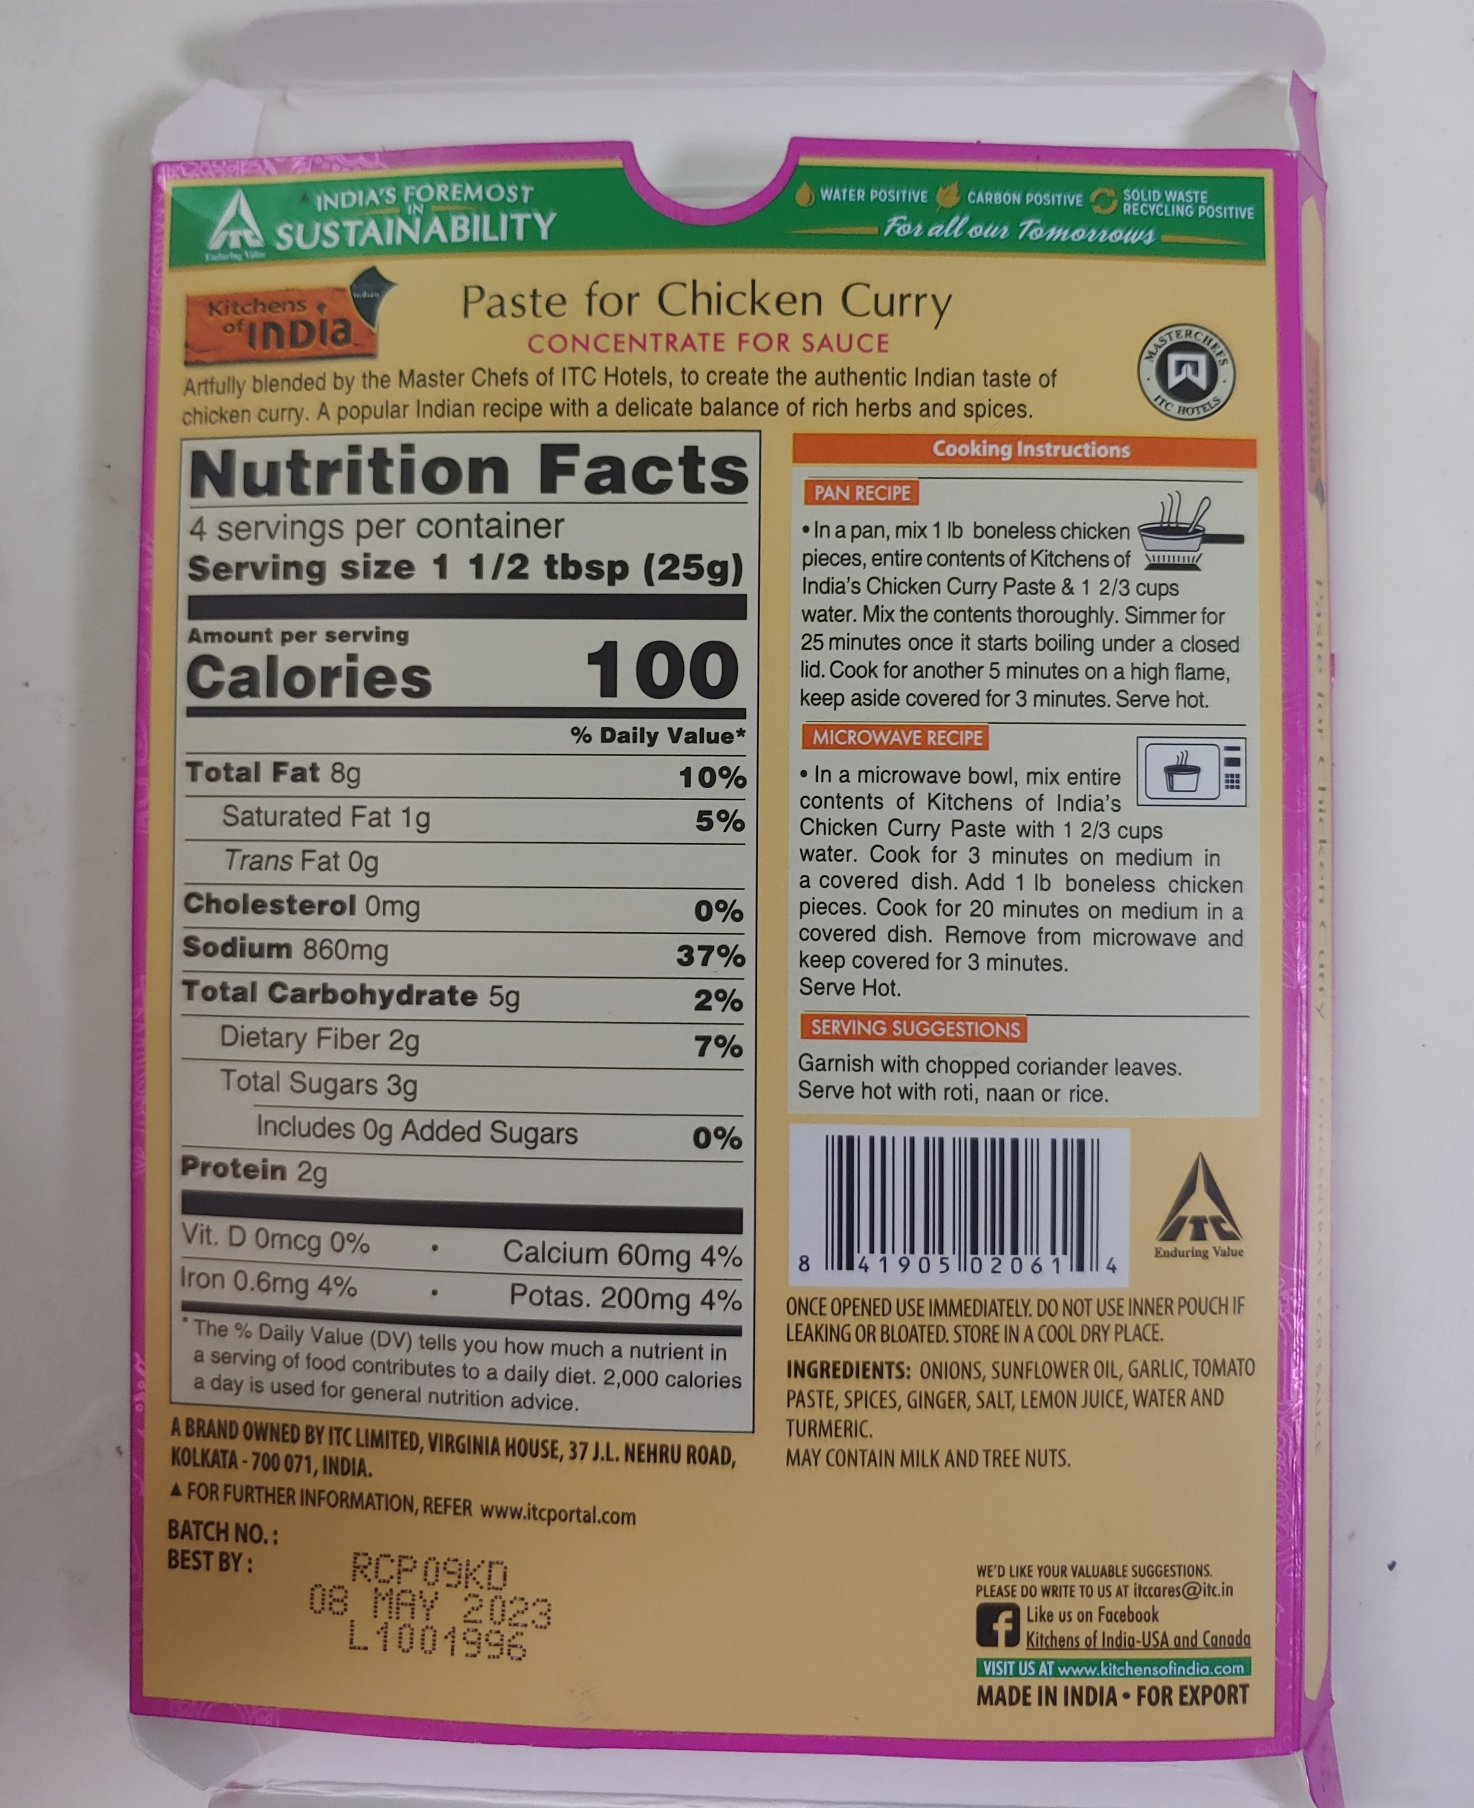 INDIA'S FOREMOST
IN
SUSTAINABILITY
Enduring Value
WATER POSITIVE
CARBON POSITIVE
SOLID WASTE
RECYCLING POSITIVE
For all our Tomorrows
Kitchens
of INDIA
Paste for Chicken Curry
CONCENTRATE FOR SAUCE
MASTERCHEFS
ITC HOTELS
Artfully blended by the Master Chefs of ITC Hotels, to create the authentic Indian taste of
chicken curry. A popular Indian recipe with a delicate balance of rich herbs and spices.
Nutrition Facts
4 servings per container
Serving size 1 1/2 tbsp (25g)
Amount per serving
Calories 100
% Daily Value*
Total Fat 8g 10%
Saturated Fat 1g 5%
Trans Fat 0g
Cholesterol 0mg 0%
Sodium 860mg 37%
Total Carbohydrate 5g 2%
Dietary Fiber 2g 7%
Total Sugars 3g
Includes 0g Added Sugars 0%
Protein 2g
Vit. D 0mcg 0% • Calcium 60mg 4%
Iron 0.6mg 4% • Potas. 200mg 4%
* The % Daily Value (DV) tells you how much a nutrient in
a serving of food contributes to a daily diet. 2,000 calories
a day is used for general nutrition advice.
A BRAND OWNED BY ITC LIMITED, VIRGINIA HOUSE, 37 J.L. NEHRU ROAD,
KOLKATA - 700 071, INDIA.
▲ FOR FURTHER INFORMATION, REFER www.itcportal.com
BATCH NO. :
BEST BY :
RCP09KD
08 MAY 2023
L1001996
Cooking Instructions
PAN RECIPE
• In a pan, mix 1 lb boneless chicken
pieces, entire contents of Kitchens of
India's Chicken Curry Paste & 1 2/3 cups
water. Mix the contents thoroughly. Simmer for
25 minutes once it starts boiling under a closed
lid. Cook for another 5 minutes on a high flame,
keep aside covered for 3 minutes. Serve hot.
MICROWAVE RECIPE
• In a microwave bowl, mix entire
contents of Kitchens of India's
Chicken Curry Paste with 1 2/3 cups
water. Cook for 3 minutes on medium in
a covered dish. Add 1 lb boneless chicken
pieces. Cook for 20 minutes on medium in a
covered dish. Remove from microwave and
keep covered for 3 minutes.
Serve Hot.
SERVING SUGGESTIONS
Garnish with chopped coriander leaves.
Serve hot with roti, naan or rice.
8 41905 02061 4
ITC
Enduring Value
ONCE OPENED USE IMMEDIATELY. DO NOT USE INNER POUCH IF
LEAKING OR BLOATED. STORE IN A COOL DRY PLACE.
INGREDIENTS: ONIONS, SUNFLOWER OIL, GARLIC, TOMATO
PASTE, SPICES, GINGER, SALT, LEMON JUICE, WATER AND
TURMERIC.
MAY CONTAIN MILK AND TREE NUTS.
WE'D LIKE YOUR VALUABLE SUGGESTIONS.
PLEASE DO WRITE TO US AT itccares@itc.in
Like us on Facebook
Kitchens of India-USA and Canada
VISIT US AT www.kitchensofindia.com
MADE IN INDIA • FOR EXPORT
Paste for Chicken Curry
CONCENTRATE FOR SAUCE